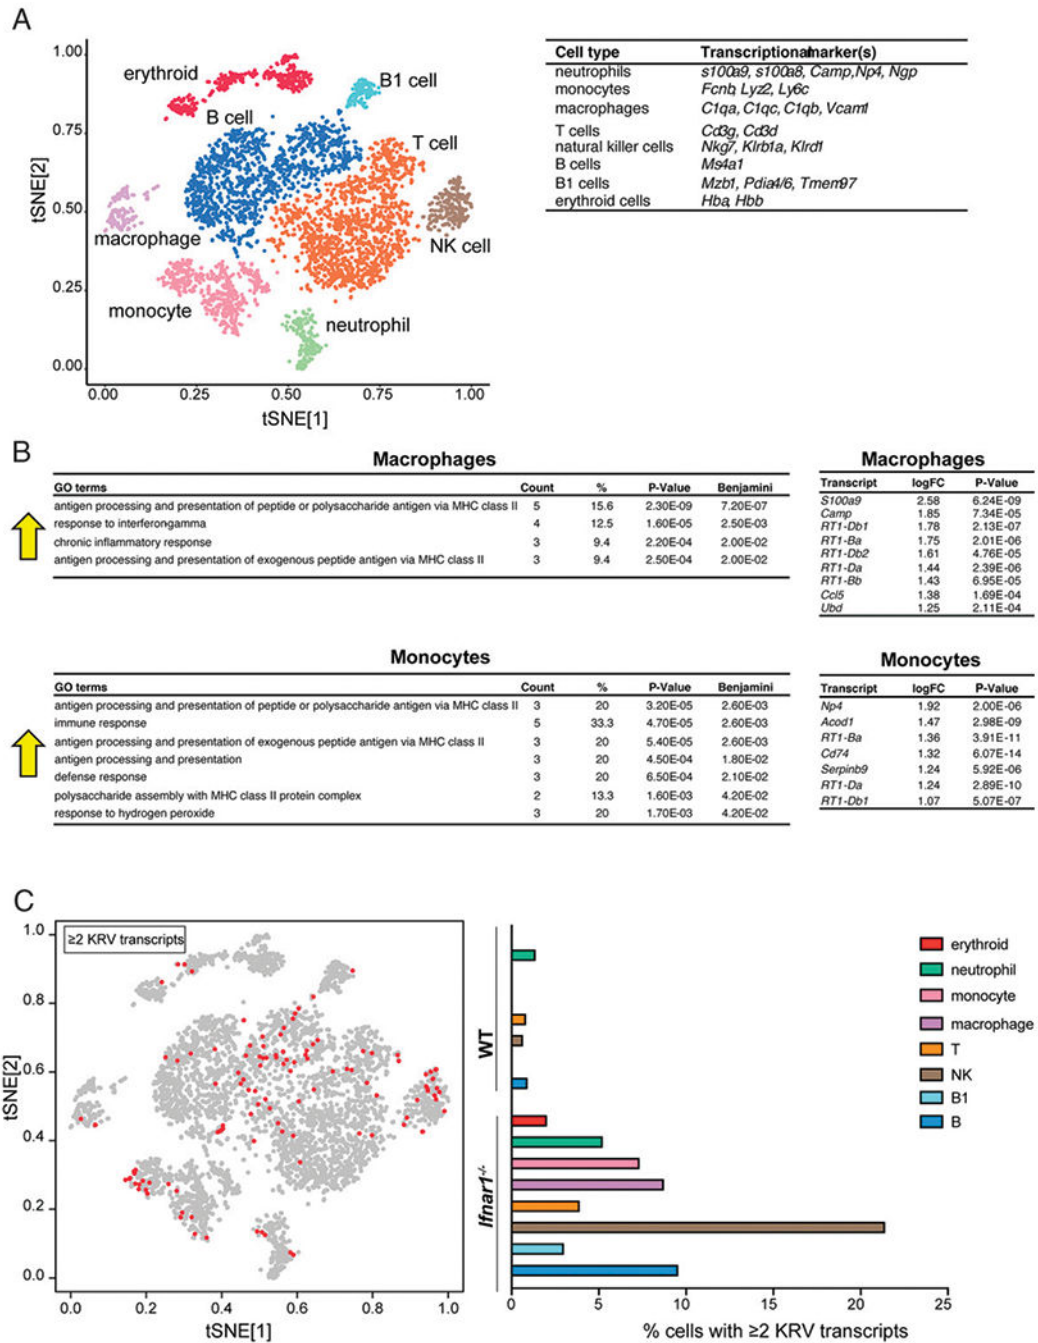 A
1.00
0.75
0.50
0.25
0.00
tSNE[2]
0.00 0.25 0.50 0.75 1.00
tSNE[1]
erythroid
B1 cell
B cell
T cell
macrophage
NK cell
monocyte
neutrophil
Cell type Transcriptional marker(s)
neutrophils s100a9, s100a8, Camp, Np4, Ngp
monocytes Fcnb, Lyz2, Ly6c
macrophages C1qa, C1qc, C1qb, Vcam1
T cells Cd3g, Cd3d
natural killer cells Nkg7, Klrb1a, Klrd1
B cells Ms4a1
B1 cells Mzb1, Pdia4/6, Tmem97
erythroid cells Hba, Hbb
B
Macrophages
GO terms Count % P-Value Benjamini
antigen processing and presentation of peptide or polysaccharide antigen via MHC class II 5 15.6 2.30E-09 7.20E-07
response to interferon-gamma 4 12.5 1.60E-05 2.50E-03
chronic inflammatory response 3 9.4 2.20E-04 2.00E-02
antigen processing and presentation of exogenous peptide antigen via MHC class II 3 9.4 2.50E-04 2.00E-02
Macrophages
Transcript logFC P-Value
S100a9 2.58 6.24E-09
Camp 1.85 7.34E-05
RT1-Db1 1.78 2.13E-07
RT1-Ba 1.75 2.01E-06
RT1-Db2 1.61 4.76E-05
RT1-Da 1.44 2.39E-06
RT1-Bb 1.43 6.95E-05
Ccl5 1.38 1.69E-04
Ubd 1.25 2.11E-04
Monocytes
GO terms Count % P-Value Benjamini
antigen processing and presentation of peptide or polysaccharide antigen via MHC class II 3 20 3.20E-05 2.60E-03
immune response 5 33.3 4.70E-05 2.60E-03
antigen processing and presentation of exogenous peptide antigen via MHC class II 3 20 5.40E-05 2.60E-03
antigen processing and presentation 3 20 4.50E-04 1.80E-02
defense response 3 20 6.50E-04 2.10E-02
polysaccharide assembly with MHC class II protein complex 2 13.3 1.60E-03 4.20E-02
response to hydrogen peroxide 3 20 1.70E-03 4.20E-02
Monocytes
Transcript logFC P-Value
Np4 1.92 2.00E-06
Acod1 1.47 2.98E-09
RT1-Ba 1.36 3.91E-11
Cd74 1.32 6.07E-14
Serpinb9 1.24 5.92E-06
RT1-Da 1.24 2.89E-10
RT1-Db1 1.07 5.07E-07
C
≥2 KRV transcripts
1.0
0.8
0.6
0.4
0.2
0.0
tSNE[2]
0.0 0.2 0.4 0.6 0.8 1.0
tSNE[1]
WT
Ifnar1-/-
0 5 10 15 20 25
% cells with ≥2 KRV transcripts
erythroid
neutrophil
monocyte
macrophage
T
NK
B1
B